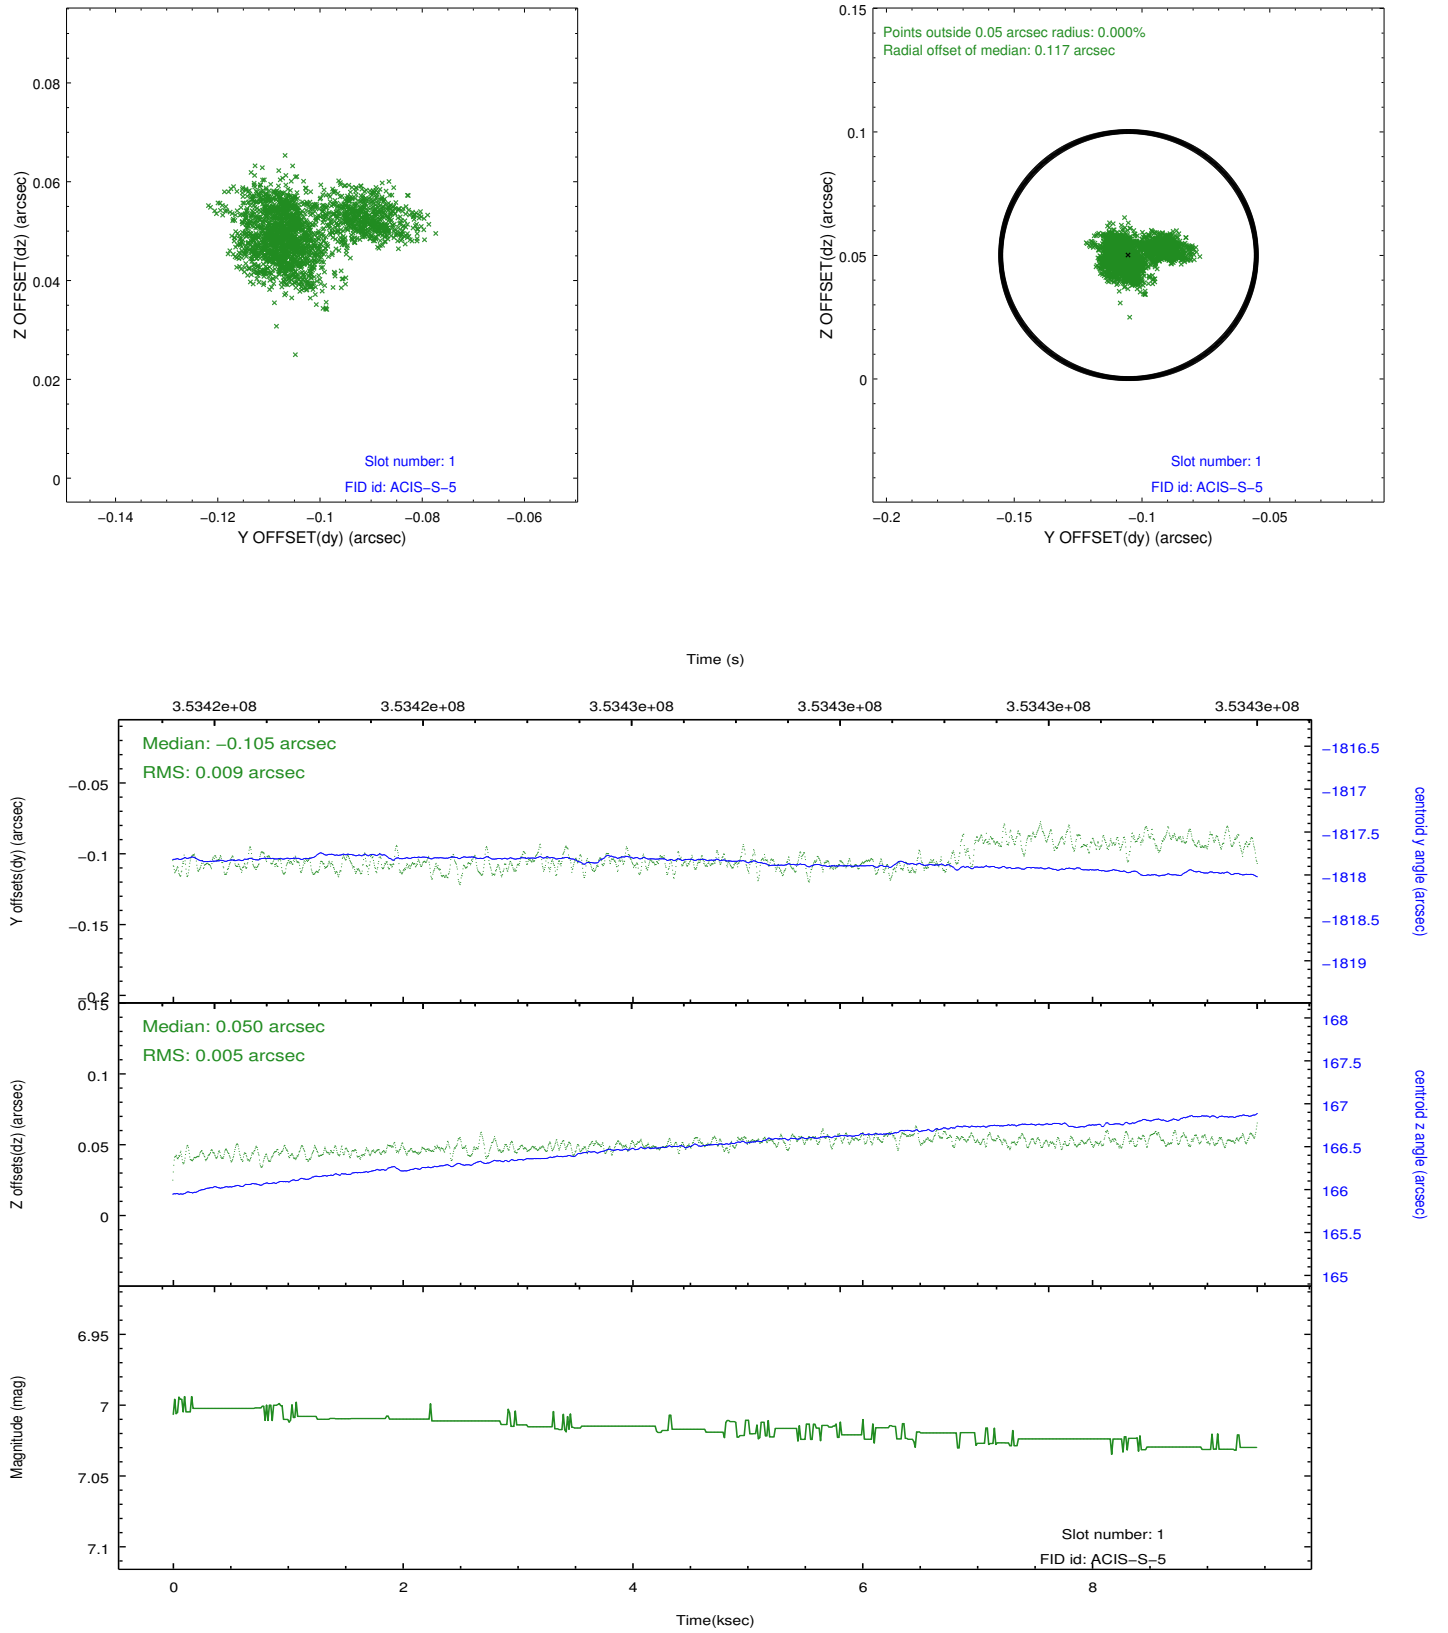 0.08
0.06
0.04
0.02
0
Z OFFSET(dz) (arcsec)
Slot number: 1
FID id: ACIS−S−5
−0.14
−0.12
−0.1
−0.08
−0.06
Y OFFSET(dy) (arcsec)
Points outside 0.05 arcsec radius: 0.000%
Radial offset of median: 0.117 arcsec
0.15
0.1
0.05
0
Z OFFSET(dz) (arcsec)
Slot number: 1
FID id: ACIS−S−5
−0.2
−0.15
−0.1
−0.05
Y OFFSET(dy) (arcsec)
Time (s)
3.5342e+08
3.5342e+08
3.5343e+08
3.5343e+08
3.5343e+08
3.5343e+08
Median: −0.105 arcsec
RMS: 0.009 arcsec
−0.05
−0.1
−0.15
−0.2
Y offsets(dy) (arcsec)
−1816.5
−1817
−1817.5
−1818
−1818.5
−1819
centroid y angle (arcsec)
Median: 0.050 arcsec
RMS: 0.005 arcsec
0.15
0.1
0.05
0
Z offsets(dz) (arcsec)
168
167.5
167
166.5
166
165.5
165
centroid z angle (arcsec)
6.95
7
7.05
7.1
Magnitude (mag)
Slot number: 1
FID id: ACIS−S−5
0
2
4
6
8
Time(ksec)